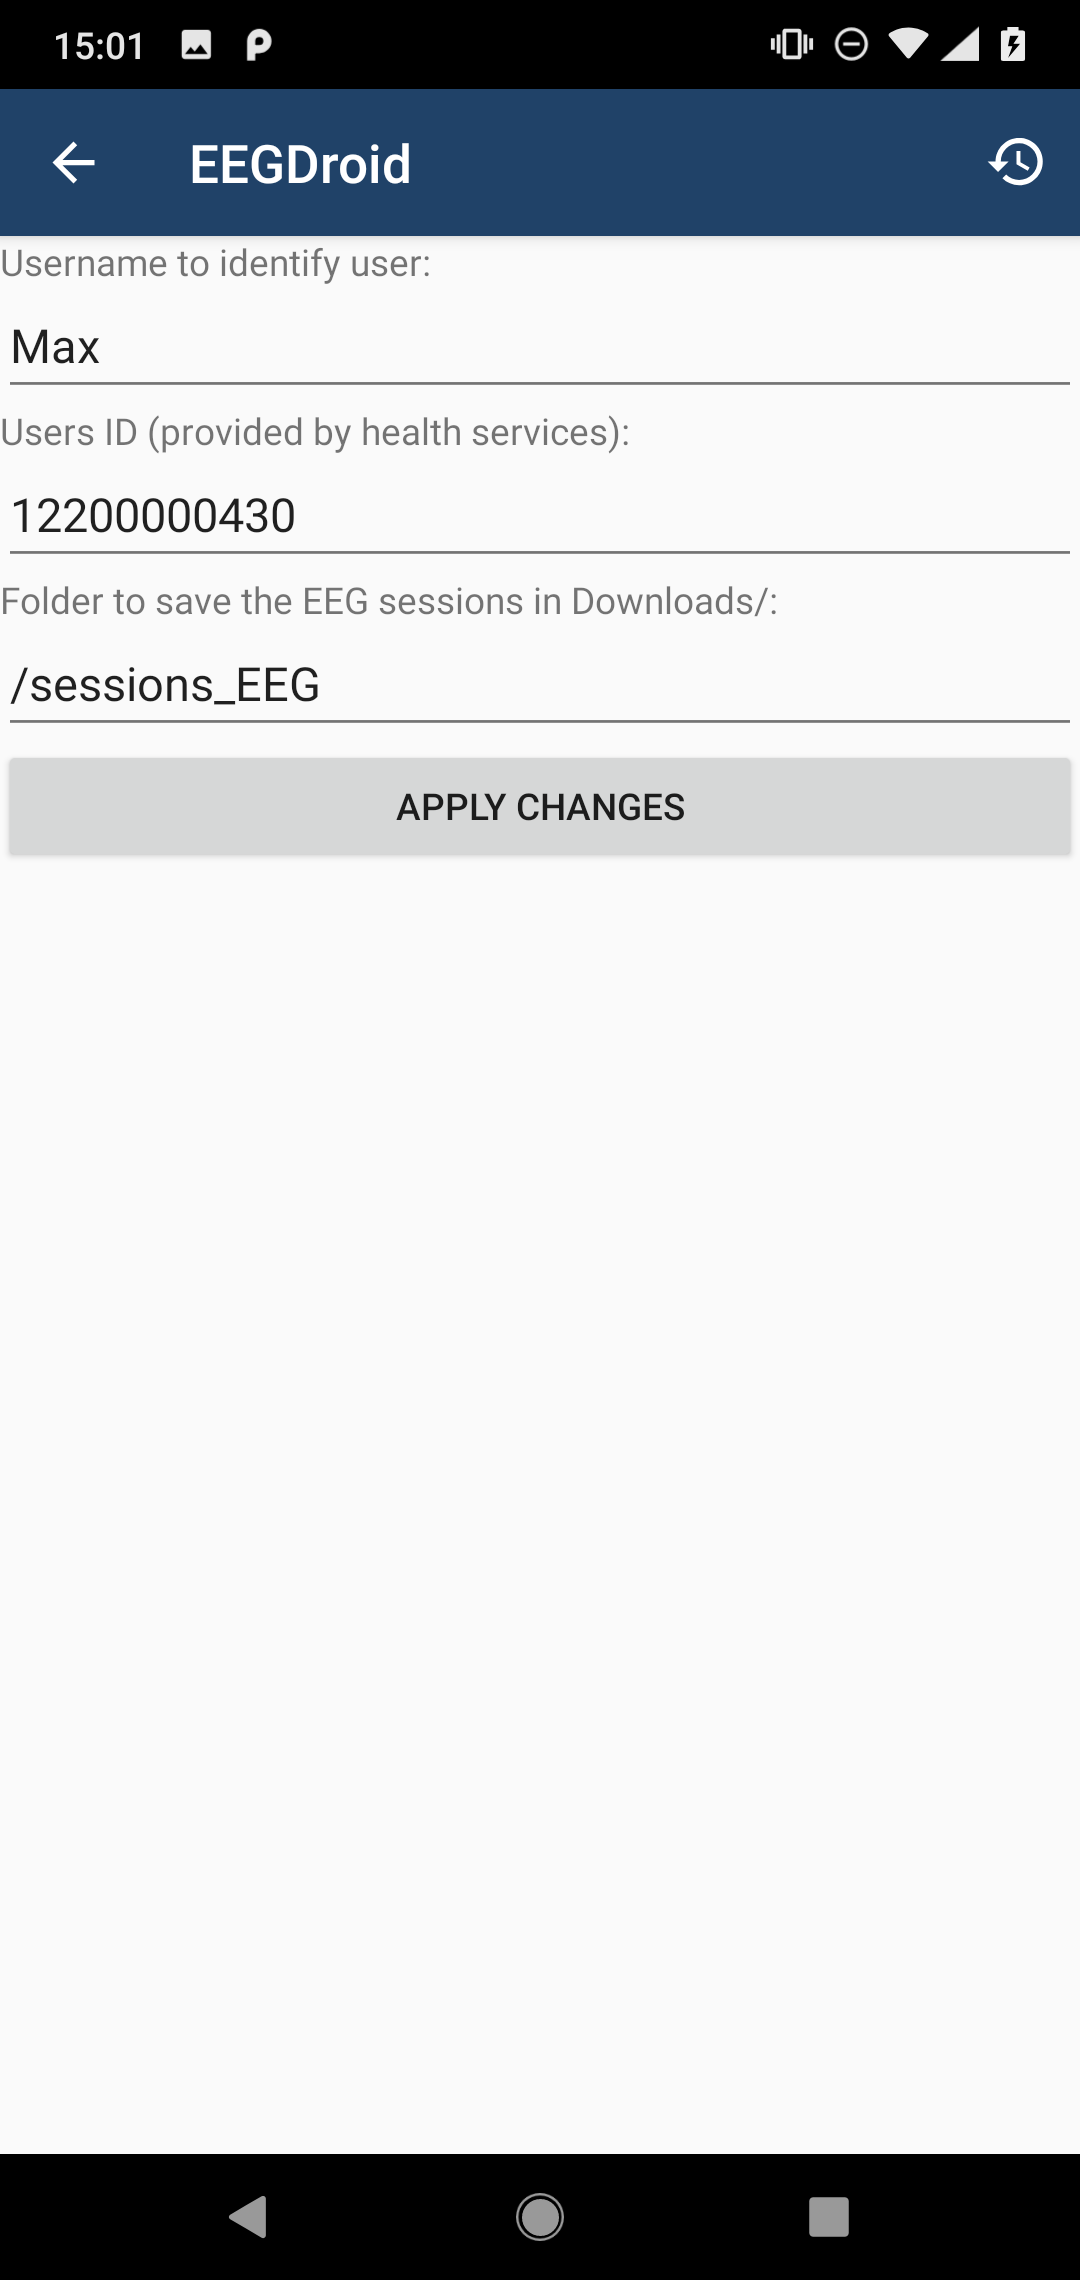 15:01
EEGDroid
Username to identify user:
Max
Users ID (provided by health services):
12200000430
Folder to save the EEG sessions in Downloads/:
/sessions_EEG
APPLY CHANGES